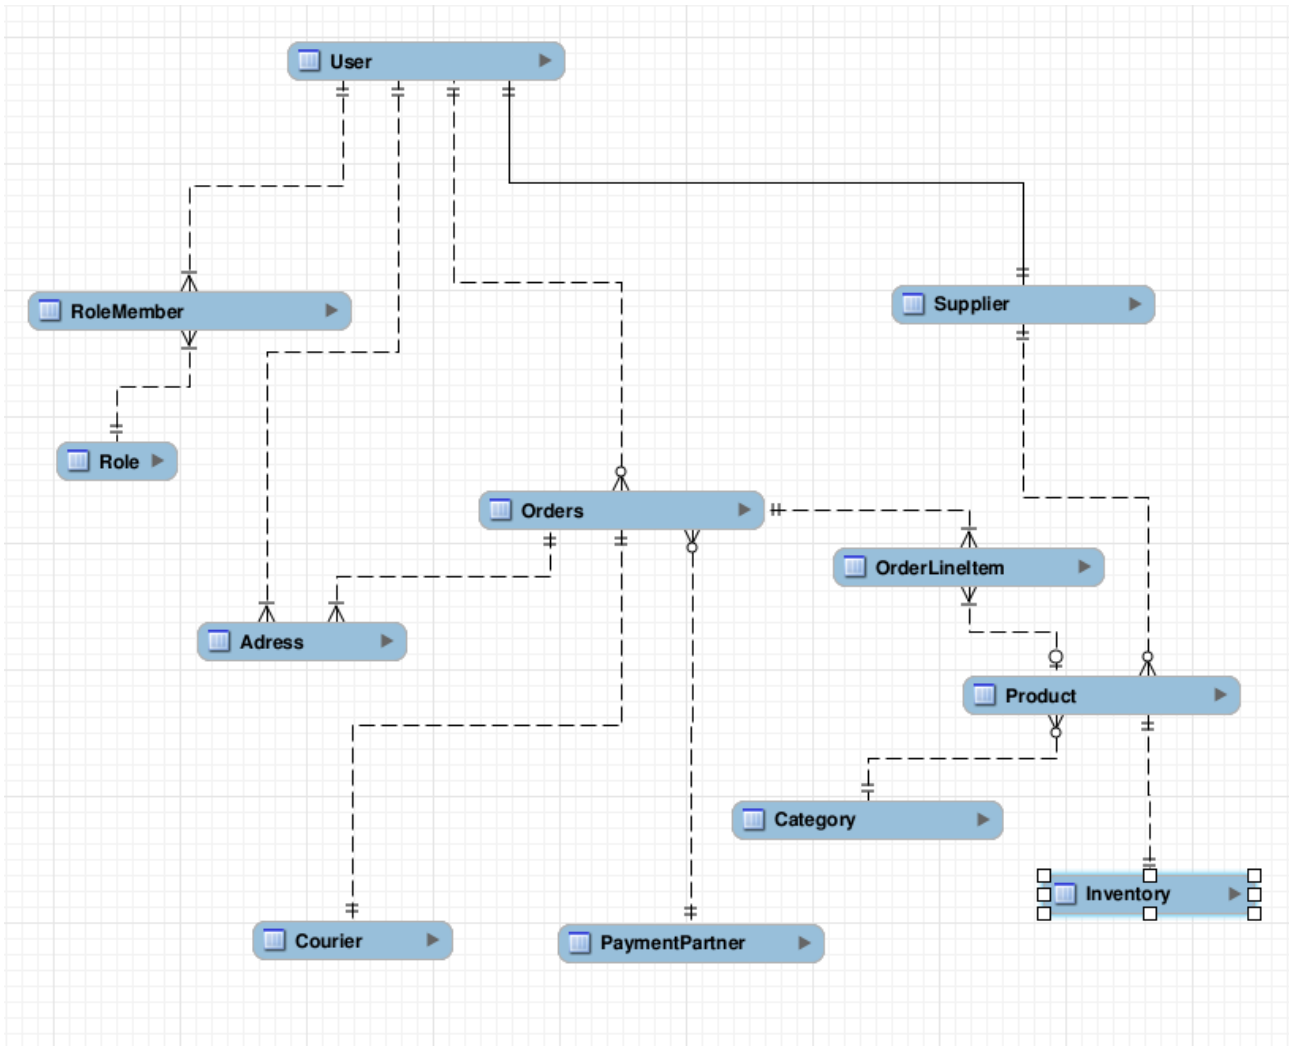 User
RoleMember
Supplier
Role
Orders
OrderLineItem
Adress
Product
Category
Inventory
Courier
PaymentPartner